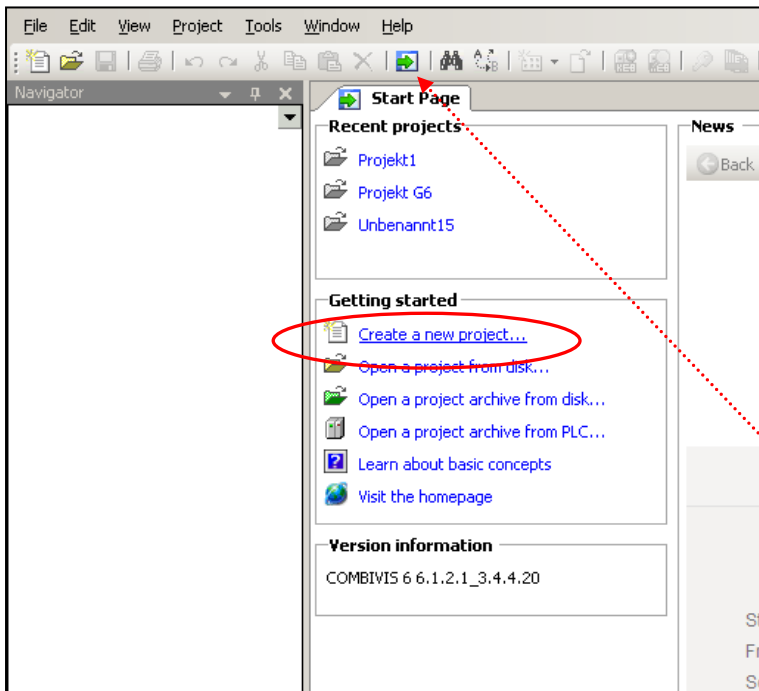 File Edit View Project Tools Window Help
Navigator
Start Page
Recent projects
Projekt1
Projekt G6
Unbenannt15
Getting started
Create a new project...
Open a project from disk...
Open a project archive from disk...
Open a project archive from PLC...
Learn about basic concepts
Visit the homepage
Version information
COMBIVIS 6 6.1.2.1_3.4.4.20
News
Back